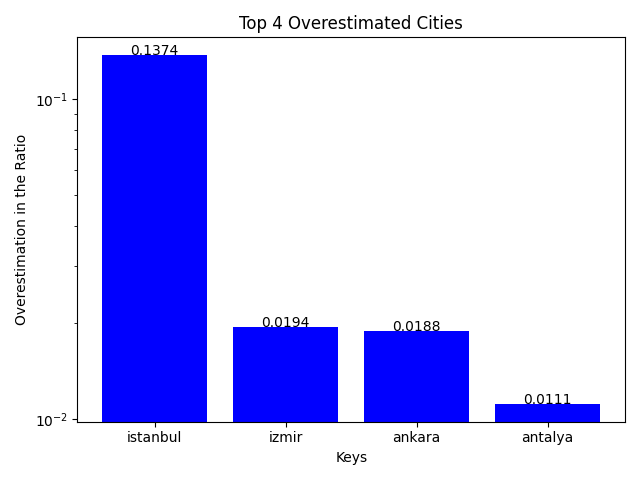 Top 4 Overestimated Cities
Overestimation in the Ratio
10⁻¹
10⁻²
0.1374
0.0194
0.0188
0.0111
istanbul
izmir
ankara
antalya
Keys